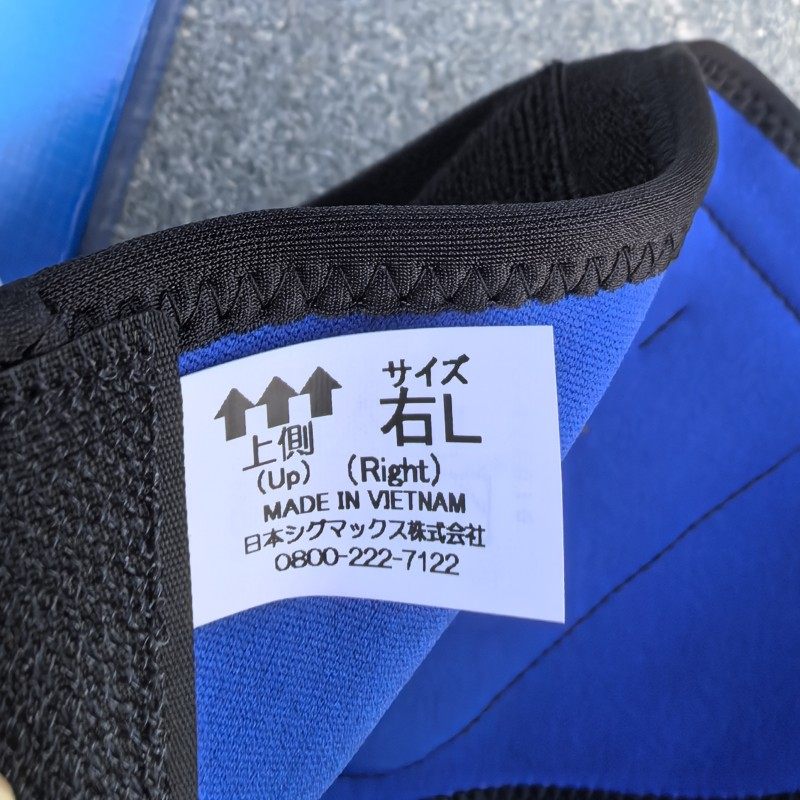 サイズ
右L
上側
(Up) (Right)
MADE IN VIETNAM
日本シグマックス株式会社
0800-222-7122